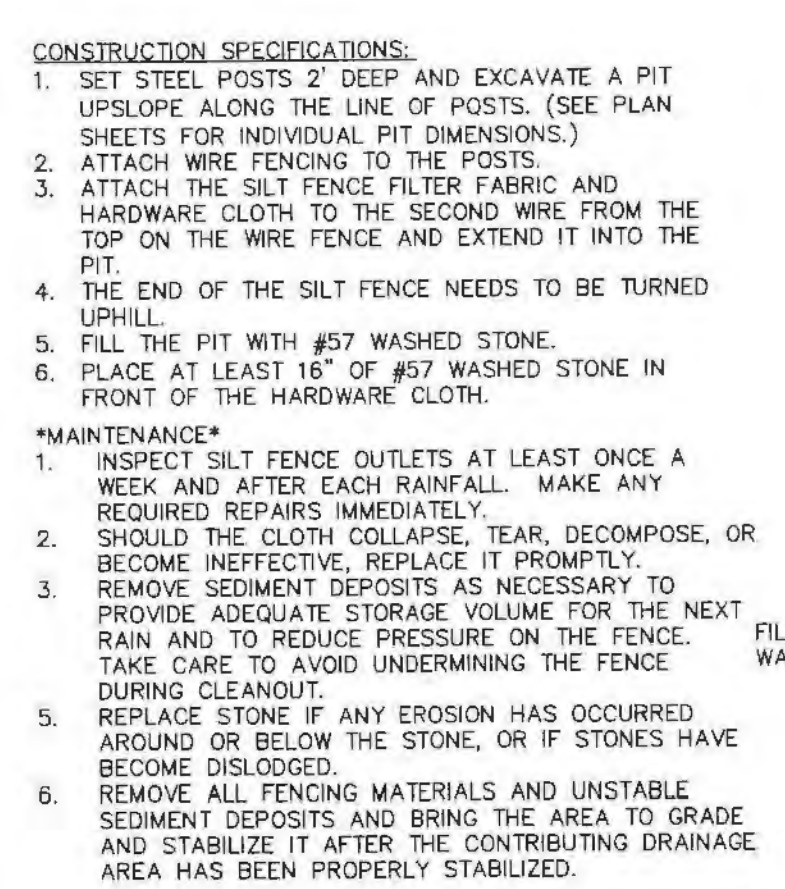 CONSTRUCTION SPECIFICATIONS:
1. SET STEEL POSTS 2' DEEP AND EXCAVATE A PIT
UPSLOPE ALONG THE LINE OF POSTS. (SEE PLAN
SHEETS FOR INDIVIDUAL PIT DIMENSIONS.)
2. ATTACH WIRE FENCING TO THE POSTS.
3. ATTACH THE SILT FENCE FILTER FABRIC AND
HARDWARE CLOTH TO THE SECOND WIRE FROM THE
TOP ON THE WIRE FENCE AND EXTEND IT INTO THE
PIT.
4. THE END OF THE SILT FENCE NEEDS TO BE TURNED
UPHILL.
5. FILL THE PIT WITH #57 WASHED STONE.
6. PLACE AT LEAST 16" OF #57 WASHED STONE IN
FRONT OF THE HARDWARE CLOTH.
*MAINTENANCE*
1. INSPECT SILT FENCE OUTLETS AT LEAST ONCE A
WEEK AND AFTER EACH RAINFALL. MAKE ANY
REQUIRED REPAIRS IMMEDIATELY.
2. SHOULD THE CLOTH COLLAPSE, TEAR, DECOMPOSE, OR
BECOME INEFFECTIVE, REPLACE IT PROMPTLY.
3. REMOVE SEDIMENT DEPOSITS AS NECESSARY TO
PROVIDE ADEQUATE STORAGE VOLUME FOR THE NEXT
RAIN AND TO REDUCE PRESSURE ON THE FENCE.
TAKE CARE TO AVOID UNDERMINING THE FENCE
DURING CLEANOUT.
5. REPLACE STONE IF ANY EROSION HAS OCCURRED
AROUND OR BELOW THE STONE, OR IF STONES HAVE
BECOME DISLODGED.
6. REMOVE ALL FENCING MATERIALS AND UNSTABLE
SEDIMENT DEPOSITS AND BRING THE AREA TO GRADE
AND STABILIZE IT AFTER THE CONTRIBUTING DRAINAGE
AREA HAS BEEN PROPERLY STABILIZED.
FIL
WA